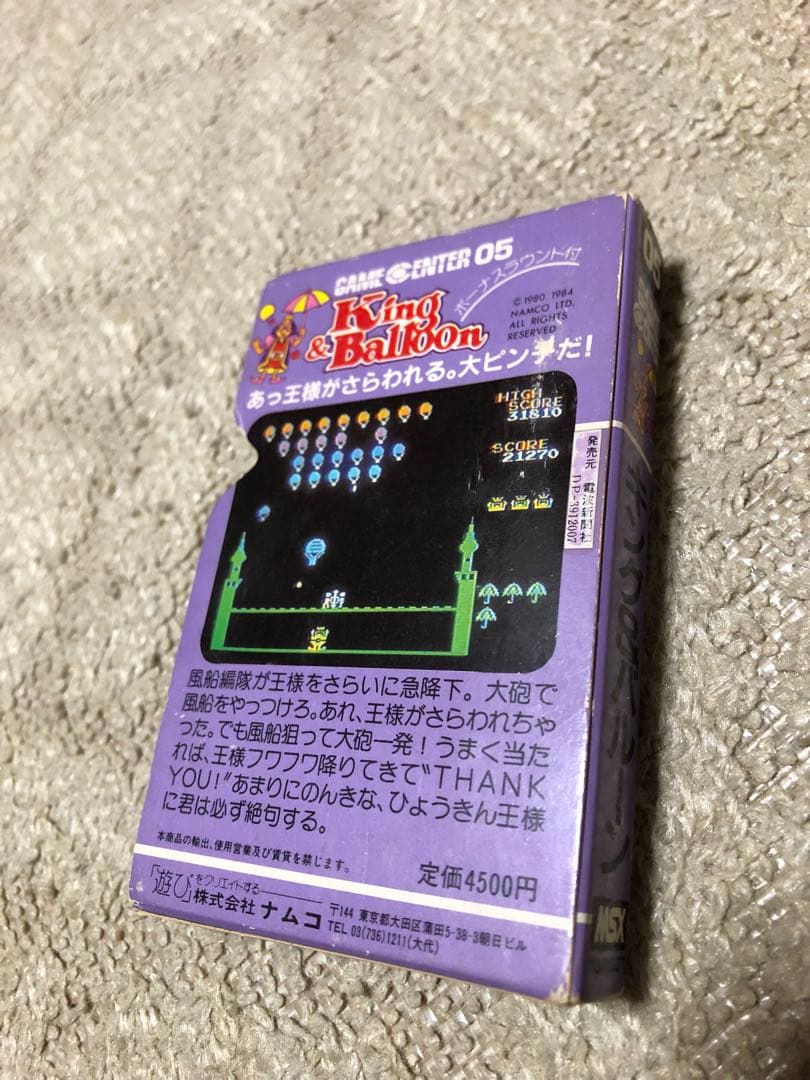 GAME CENTER 05
King
& Balloon
ボーナスラウンド付
©1980 1984
NAMCO LTD.
ALL RIGHTS
RESERVED
あっ王様がさらわれる。大ピンチだ!
HIGH
SCORE
31810
SCORE
21270
発売元 電波新聞社
DP-3912007
風船編隊が王様をさらいに急降下。大砲で
風船をやっつけろ。あれ、王様がさらわれちゃ
った。でも風船狙って大砲一発!うまく当た
れば、王様フワフワ降りてきて“THANK
YOU!”あまりにのんきな、ひょうきん王様
に君は必ず絶句する。
本商品の輸出、使用営業及び賃貸を禁じます。
定価4500円
「遊び」をクリエイトする
株式会社 ナムコ
〒144 東京都大田区蒲田5-38-3朝日ビル
TEL 03(736)1211(大代)
キング&バルーン
MSX